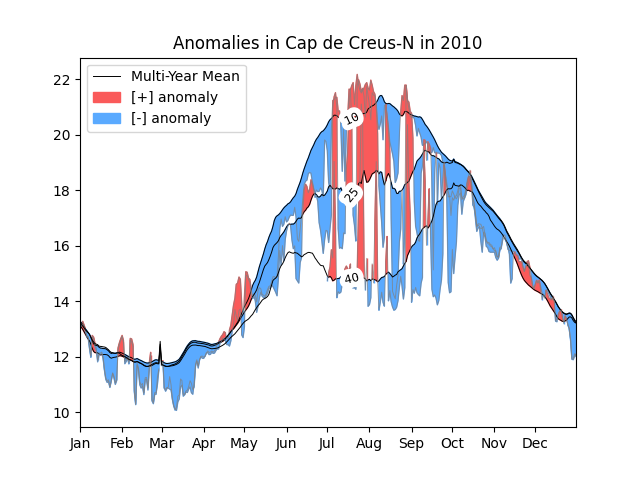 Anomalies in Cap de Creus-N in 2010
Multi-Year Mean
[+] anomaly
[-] anomaly
22
20
18
16
14
12
10
10
25
40
Jan Feb Mar Apr May Jun Jul Aug Sep Oct Nov Dec